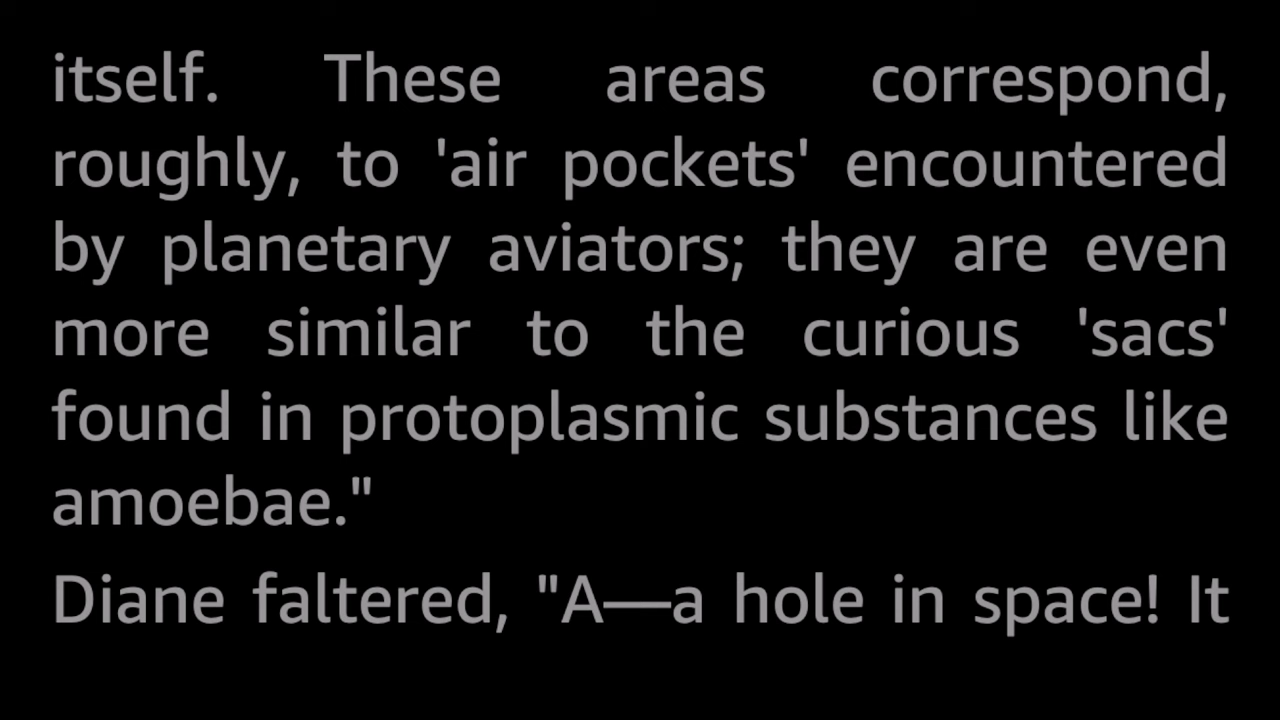 itself. These areas correspond,
roughly, to 'air pockets' encountered
by planetary aviators; they are even
more similar to the curious 'sacs'
found in protoplasmic substances like
amoebae."
Diane faltered, "A—a hole in space! It